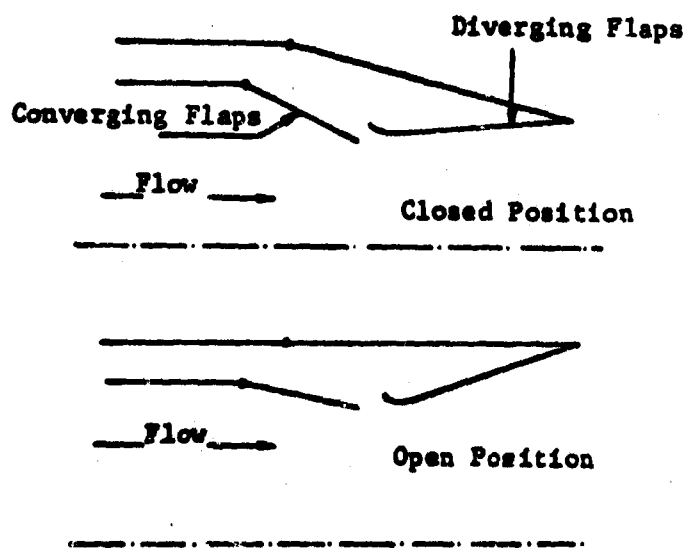 Diverging Flaps
Converging Flaps
Flow
Closed Position
Flow
Open Position